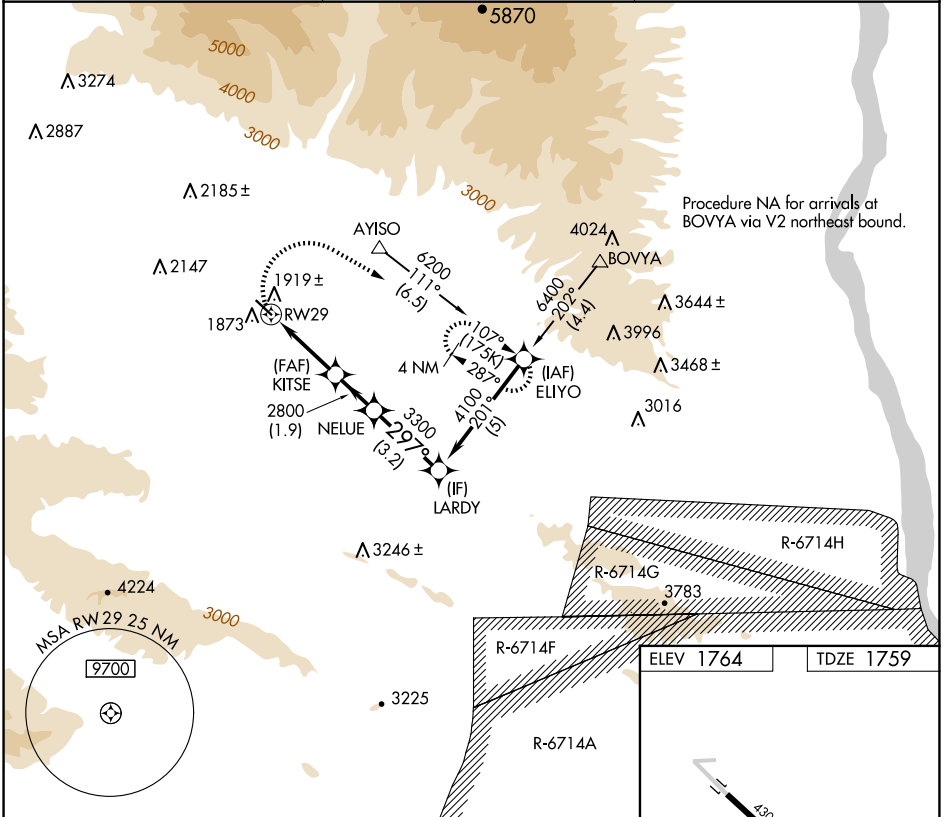 5870
5000
4000
3000
3274
2887
2185 ±
3000
Procedure NA for arrivals at
BOVYA via V2 northeast bound.
4024
BOVYA
AYISO
6200
111°
(6.5)
6400
202°
(4.4)
2147
1919 ±
1873
RW29
3644 ±
3996
3468 ±
3016
107°
(175K)
287°
4 NM
(IAF)
ELIYO
(FAF)
KITSE
2800
(1.9)
NELUE
3300
297°
(3.2)
4100
201°
(5)
(IF)
LARDY
3246 ±
R-6714H
R-6714G
3783
4224
3000
R-6714F
MSA RW29 25 NM
9700
3225
R-6714A
ELEV 1764
TDZE 1759